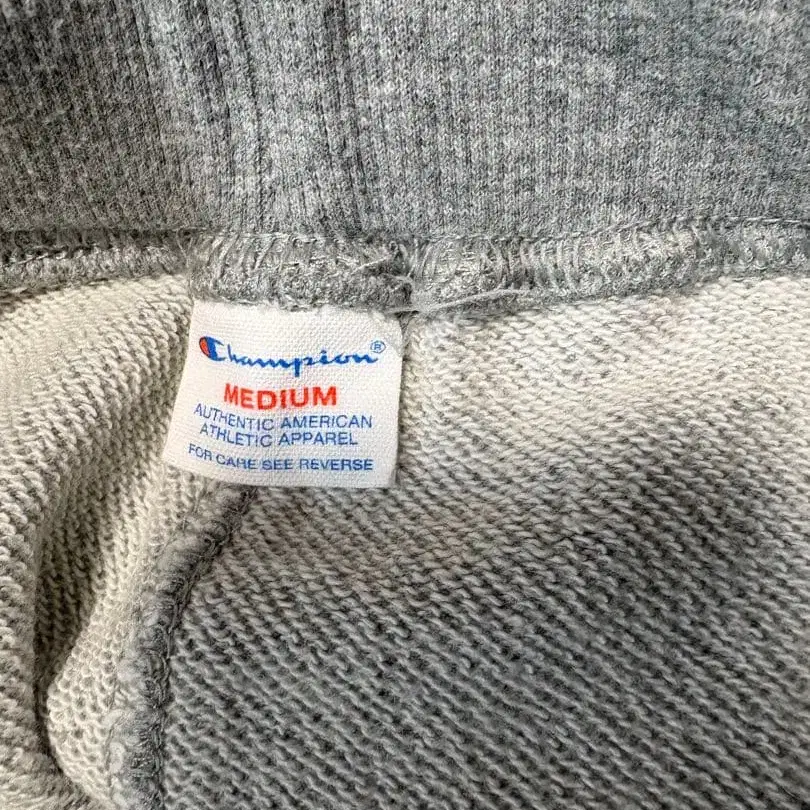 Champion®
MEDIUM
AUTHENTIC AMERICAN
ATHLETIC APPAREL
FOR CARE SEE REVERSE